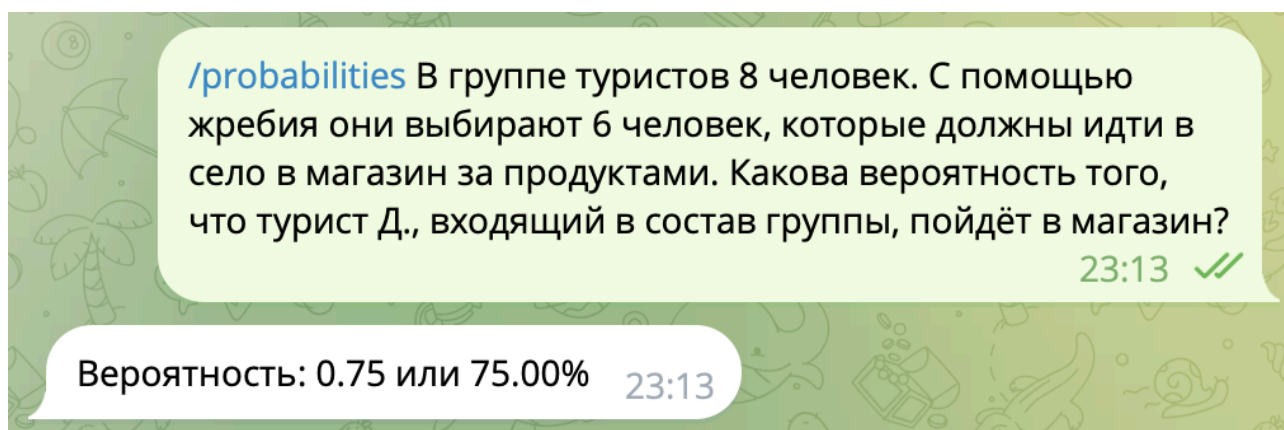 /probabilities В группе туристов 8 человек. С помощью
жребия они выбирают 6 человек, которые должны идти в
село в магазин за продуктами. Какова вероятность того,
что турист Д., входящий в состав группы, пойдёт в магазин?
23:13
Вероятность: 0.75 или 75.00% 23:13